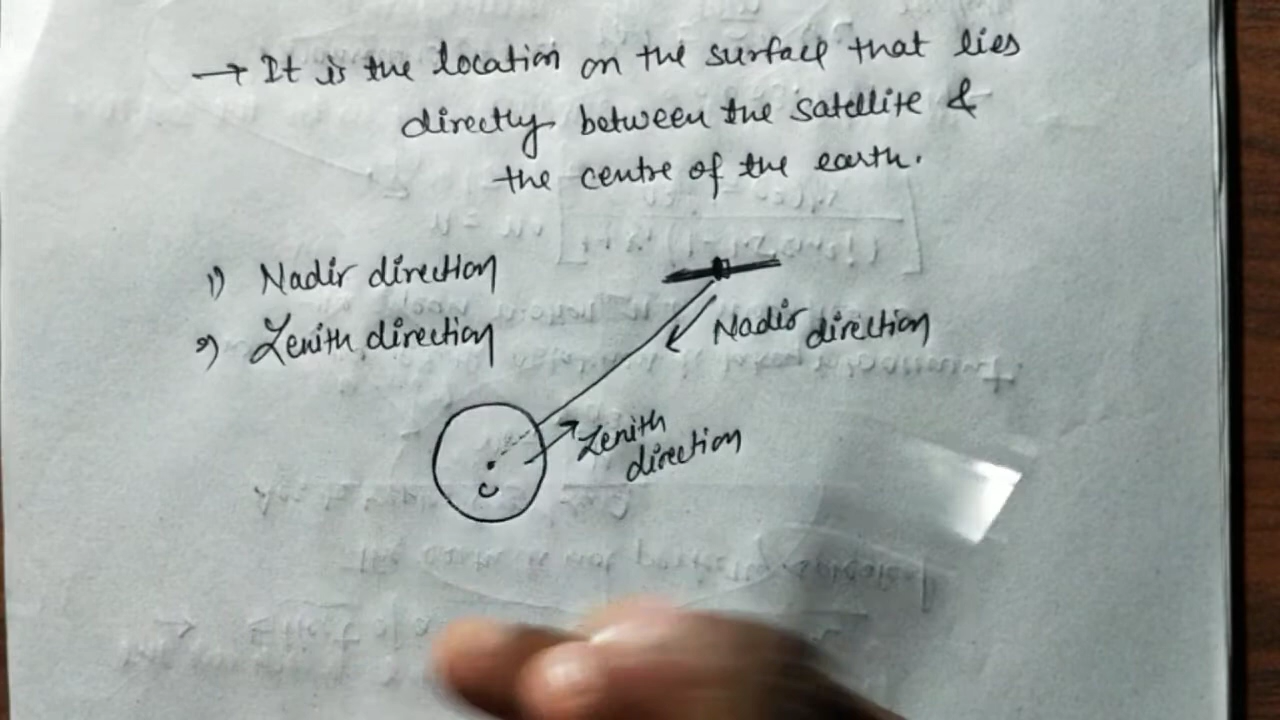 → It is the location on the surface that lies
directly between the satellite &
the centre of the earth.
1) Nadir direction
2) Zenith direction
Nadir direction
Zenith
direction
c